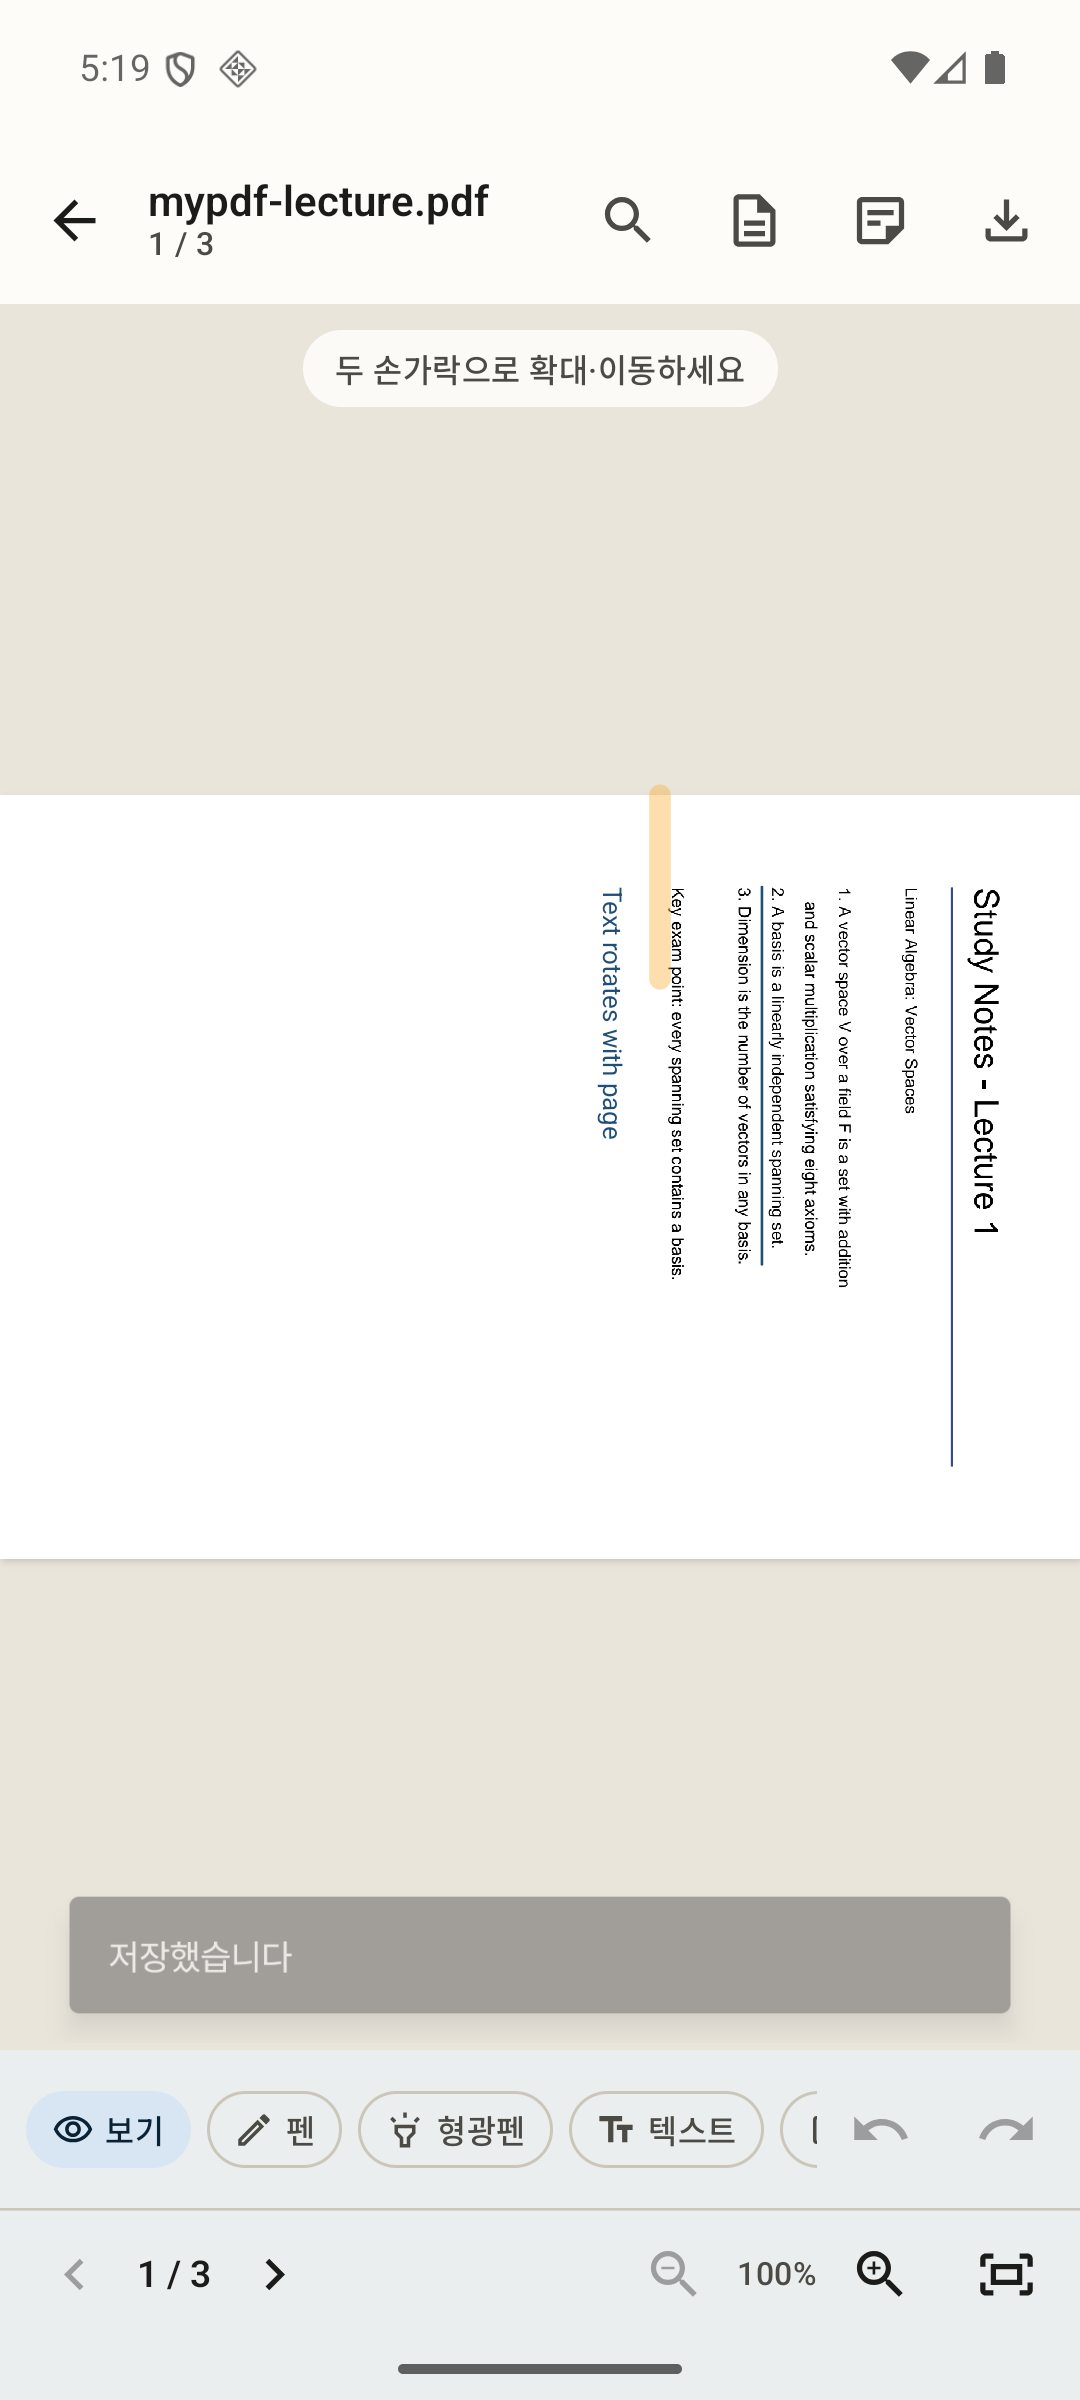 5:19
mypdf-lecture.pdf
1 / 3
두 손가락으로 확대·이동하세요
Study Notes - Lecture 1
Linear Algebra: Vector Spaces
1. A vector space V over a field F is a set with addition
and scalar multiplication satisfying eight axioms.
2. A basis is a linearly independent spanning set.
3. Dimension is the number of vectors in any basis.
Key exam point: every spanning set contains a basis.
Text rotates with page
저장했습니다
보기
펜
형광펜
텍스트
1 / 3
100%